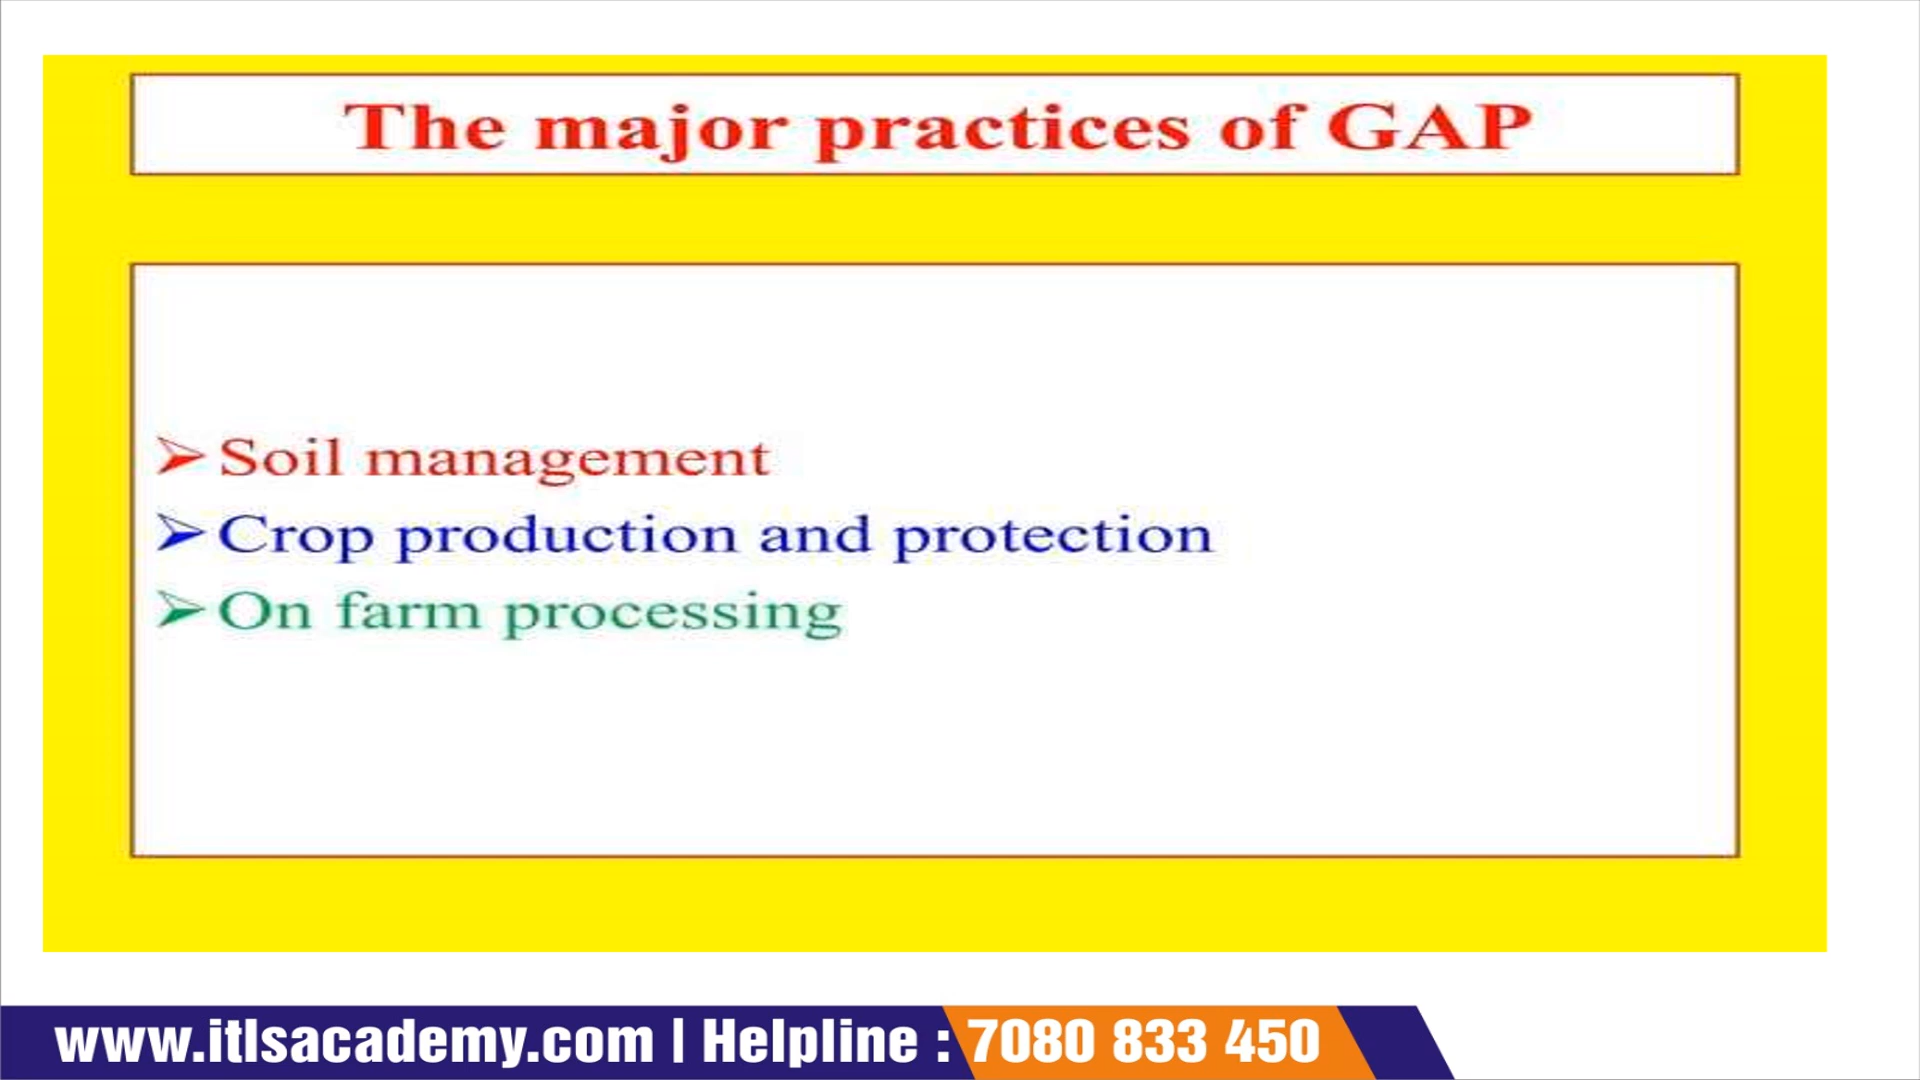 The major practices of GAP
➢Soil management
➢Crop production and protection
➢On farm processing
www.itlsacademy.com | Helpline : 7080 833 450